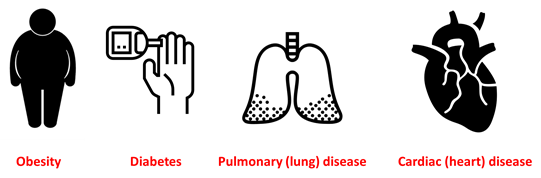 Obesity
Diabetes
Pulmonary (lung) disease
Cardiac (heart) disease